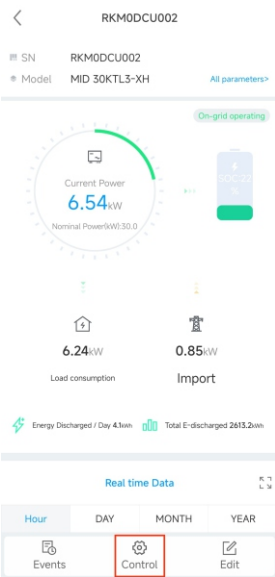 RKM0DCU002
SN RKM0DCU002
Model MID 30KTL3-XH All parameters>
On-grid operating
Current Power
6.54kW
Nominal Power(kW):30.0
SOC:22
%
6.24kW 0.85kW
Load consumption Import
Energy Discharged / Day 4.1kWh Total E-discharged 2613.2kWh
Real time Data
Hour DAY MONTH YEAR
Events Control Edit